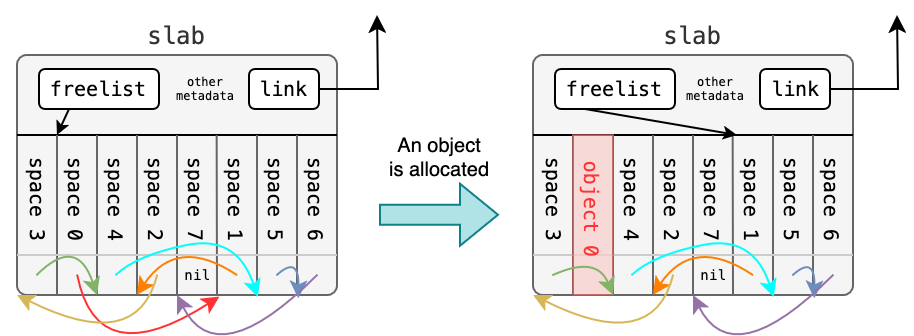 slab
freelist
other
metadata
link
space 3
space 0
space 4
space 2
space 7
space 1
space 5
space 6
nil
An object
is allocated
slab
freelist
other
metadata
link
space 3
object 0
space 4
space 2
space 7
space 1
space 5
space 6
nil